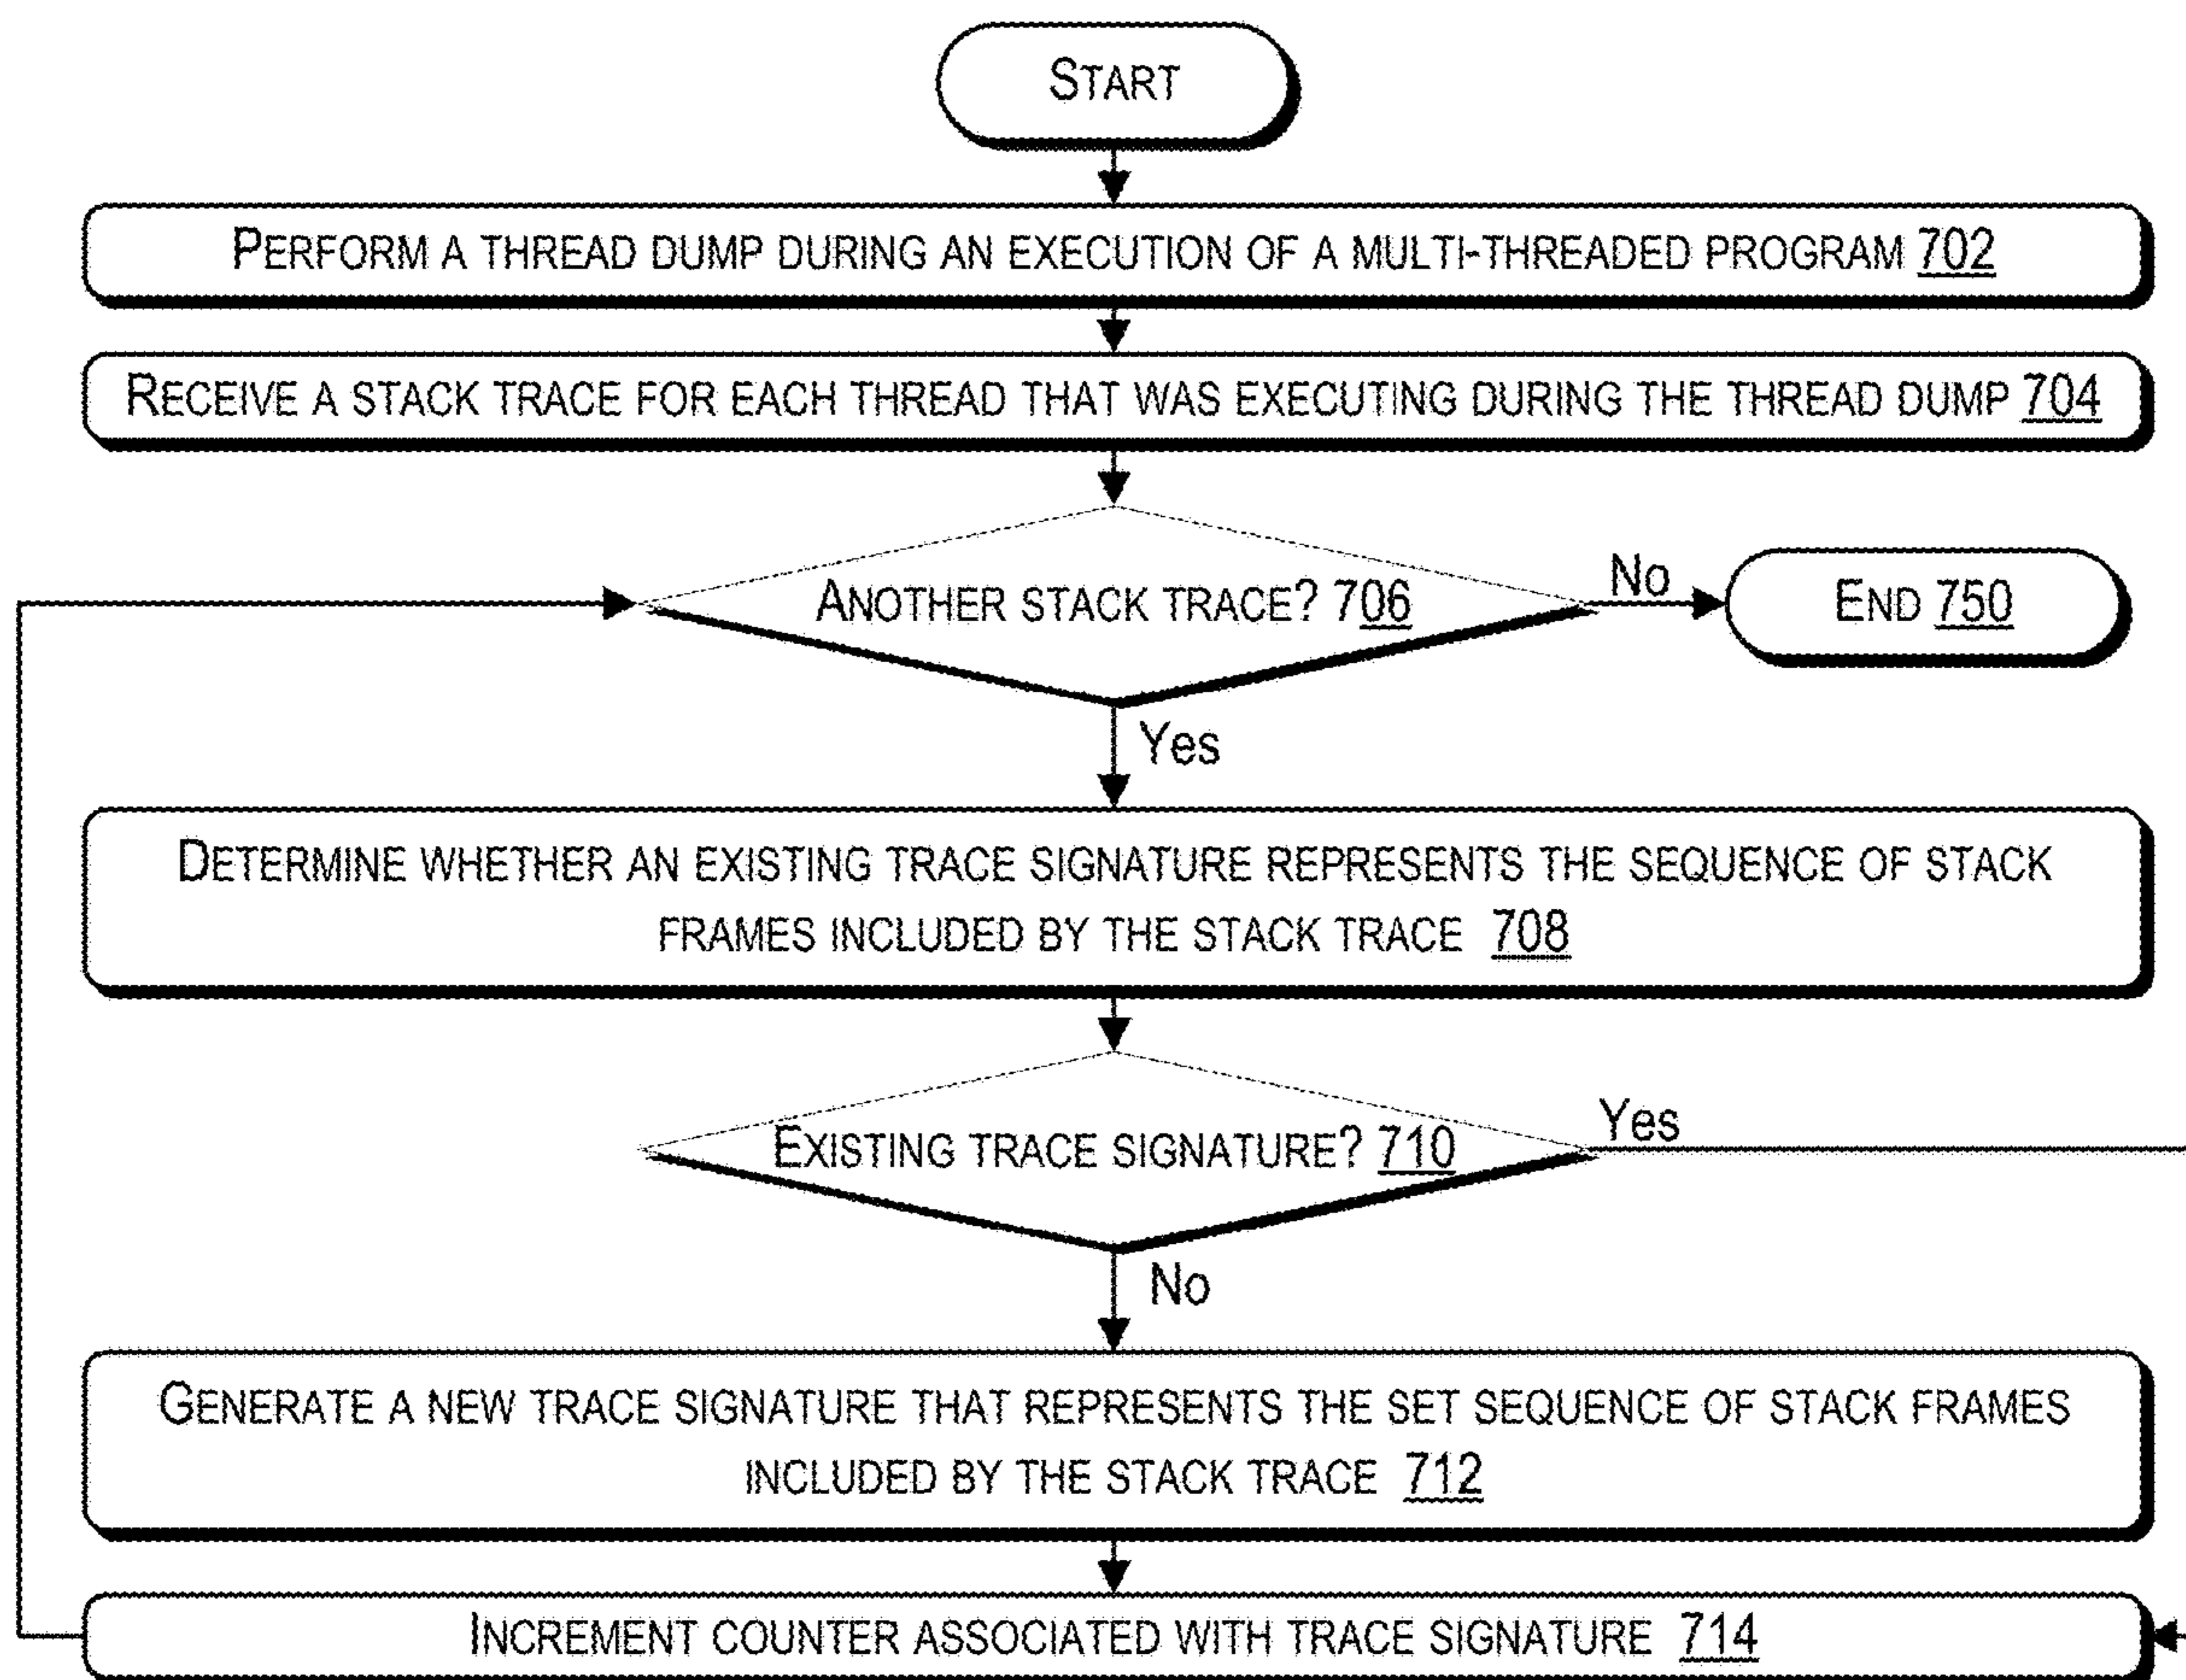 START
PERFORM A THREAD DUMP DURING AN EXECUTION OF A MULTI-THREADED PROGRAM 702
RECEIVE A STACK TRACE FOR EACH THREAD THAT WAS EXECUTING DURING THE THREAD DUMP 704
ANOTHER STACK TRACE? 706
No
END 750
Yes
DETERMINE WHETHER AN EXISTING TRACE SIGNATURE REPRESENTS THE SEQUENCE OF STACK
FRAMES INCLUDED BY THE STACK TRACE 708
EXISTING TRACE SIGNATURE? 710
Yes
No
GENERATE A NEW TRACE SIGNATURE THAT REPRESENTS THE SET SEQUENCE OF STACK FRAMES
INCLUDED BY THE STACK TRACE 712
INCREMENT COUNTER ASSOCIATED WITH TRACE SIGNATURE 714